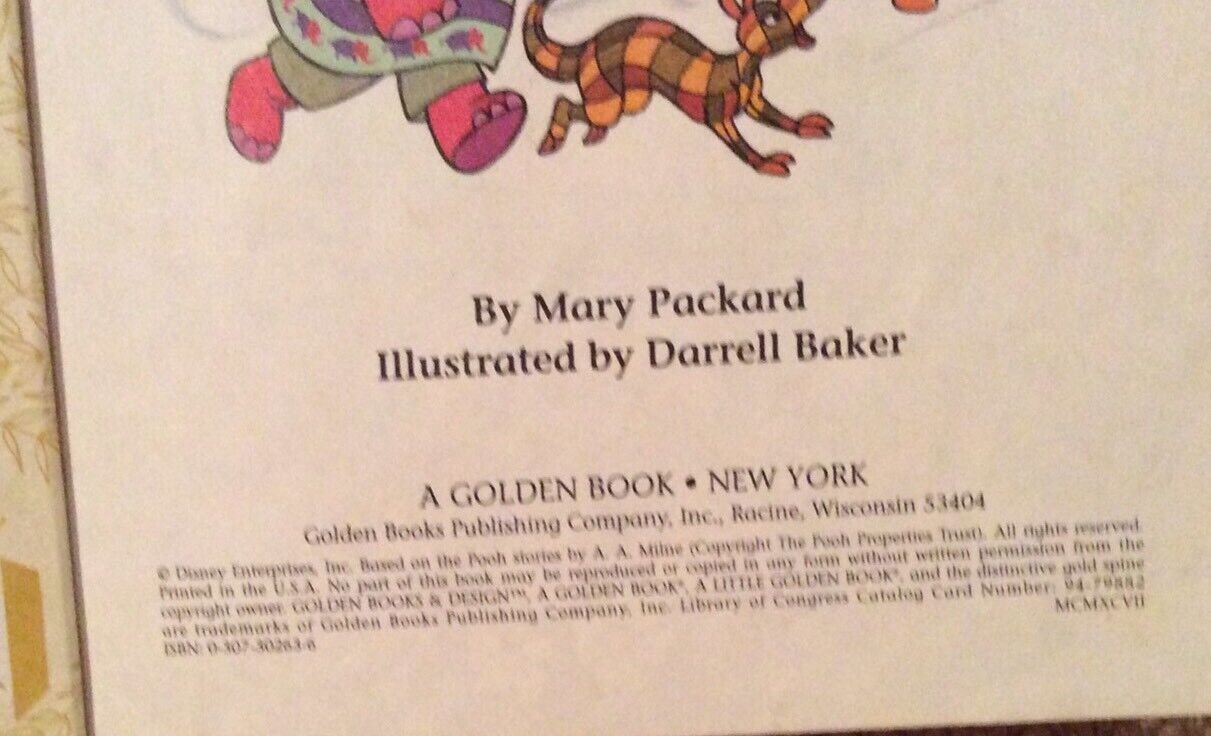 By Mary Packard
Illustrated by Darrell Baker
A GOLDEN BOOK • NEW YORK
Golden Books Publishing Company, Inc., Racine, Wisconsin 53404
© Disney Enterprises, Inc. Based on the Pooh stories by A. A. Milne (Copyright The Pooh Properties Trust). All rights reserved.
Printed in the U.S.A. No part of this book may be reproduced or copied in any form without written permission from the
copyright owner. GOLDEN BOOKS & DESIGN™, A GOLDEN BOOK®, A LITTLE GOLDEN BOOK®, and the distinctive gold spine
are trademarks of Golden Books Publishing Company, Inc. Library of Congress Catalog Card Number: 94-79882
ISBN: 0-307-30263-6
MCMXCVII